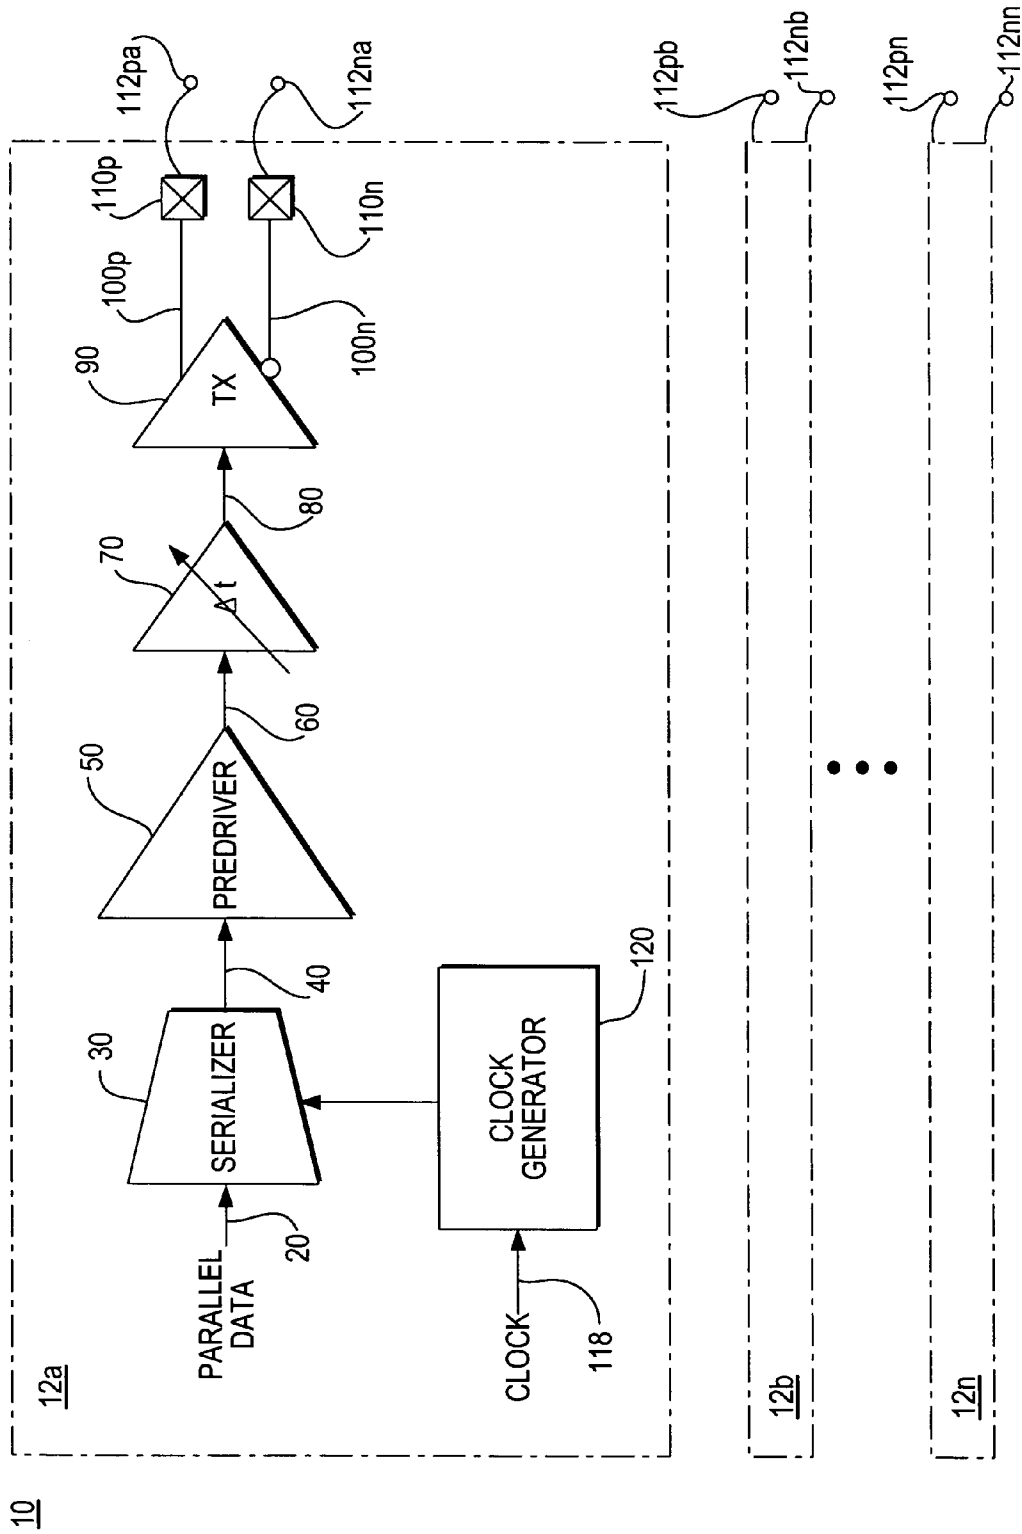 10
12a
PARALLEL
DATA
20
SERIALIZER
30
40
PREDRIVER
50
60
Δt
70
80
TX
90
100p
100n
110p
110n
112pa
112na
CLOCK
118
CLOCK
GENERATOR
120
12b
112pb
112nb
12n
112pn
112nn